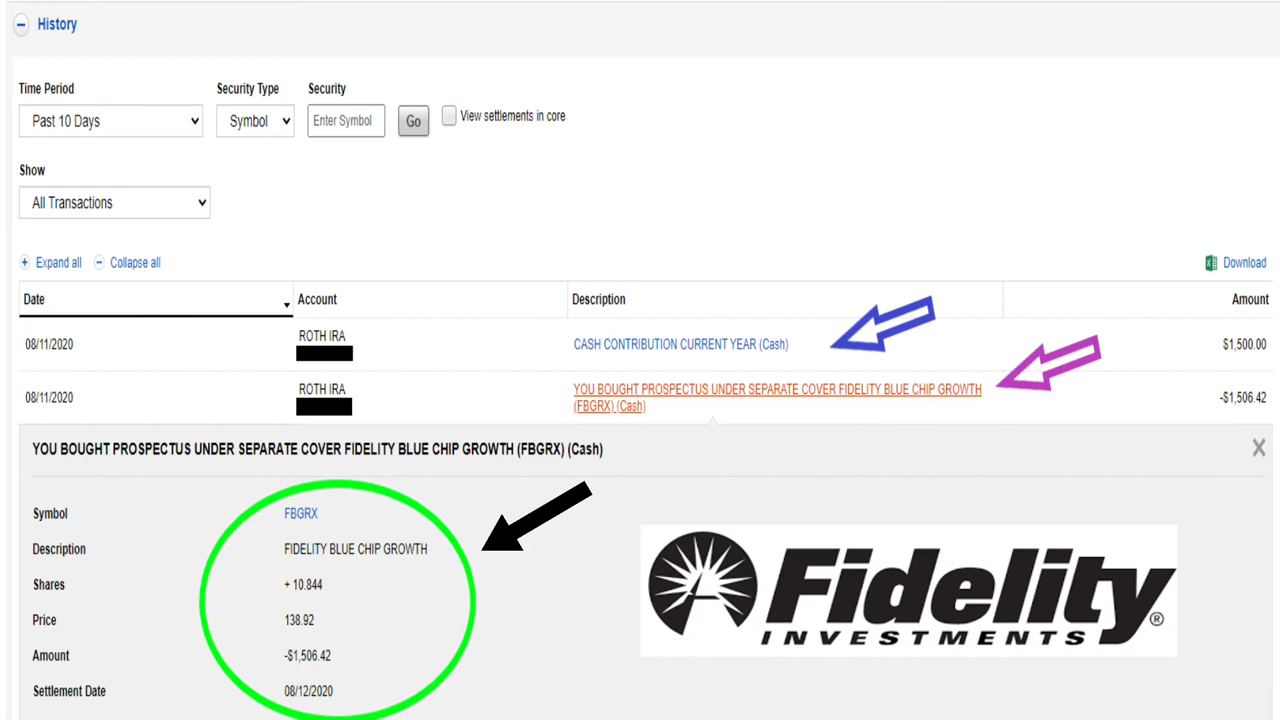 History
Time Period
Security Type
Security
Past 10 Days
Symbol
Enter Symbol
Go
View settlements in core
Show
All Transactions
Expand all
Collapse all
Download
Date
Account
Description
Amount
08/11/2020
ROTH IRA
CASH CONTRIBUTION CURRENT YEAR (Cash)
$1,500.00
08/11/2020
ROTH IRA
YOU BOUGHT PROSPECTUS UNDER SEPARATE COVER FIDELITY BLUE CHIP GROWTH
(FBGRX) (Cash)
-$1,506.42
YOU BOUGHT PROSPECTUS UNDER SEPARATE COVER FIDELITY BLUE CHIP GROWTH (FBGRX) (Cash)
Symbol
FBGRX
Description
FIDELITY BLUE CHIP GROWTH
Shares
+ 10.844
Price
138.92
Amount
-$1,506.42
Settlement Date
08/12/2020
Fidelity
INVESTMENTS®